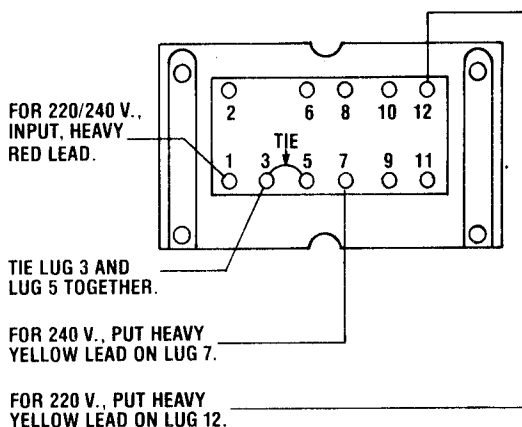 2 6 8 10 12
FOR 220/240 V.,
INPUT, HEAVY
RED LEAD.
TIE
1 3 5 7 9 11
TIE LUG 3 AND
LUG 5 TOGETHER.
FOR 240 V., PUT HEAVY
YELLOW LEAD ON LUG 7.
FOR 220 V., PUT HEAVY
YELLOW LEAD ON LUG 12.